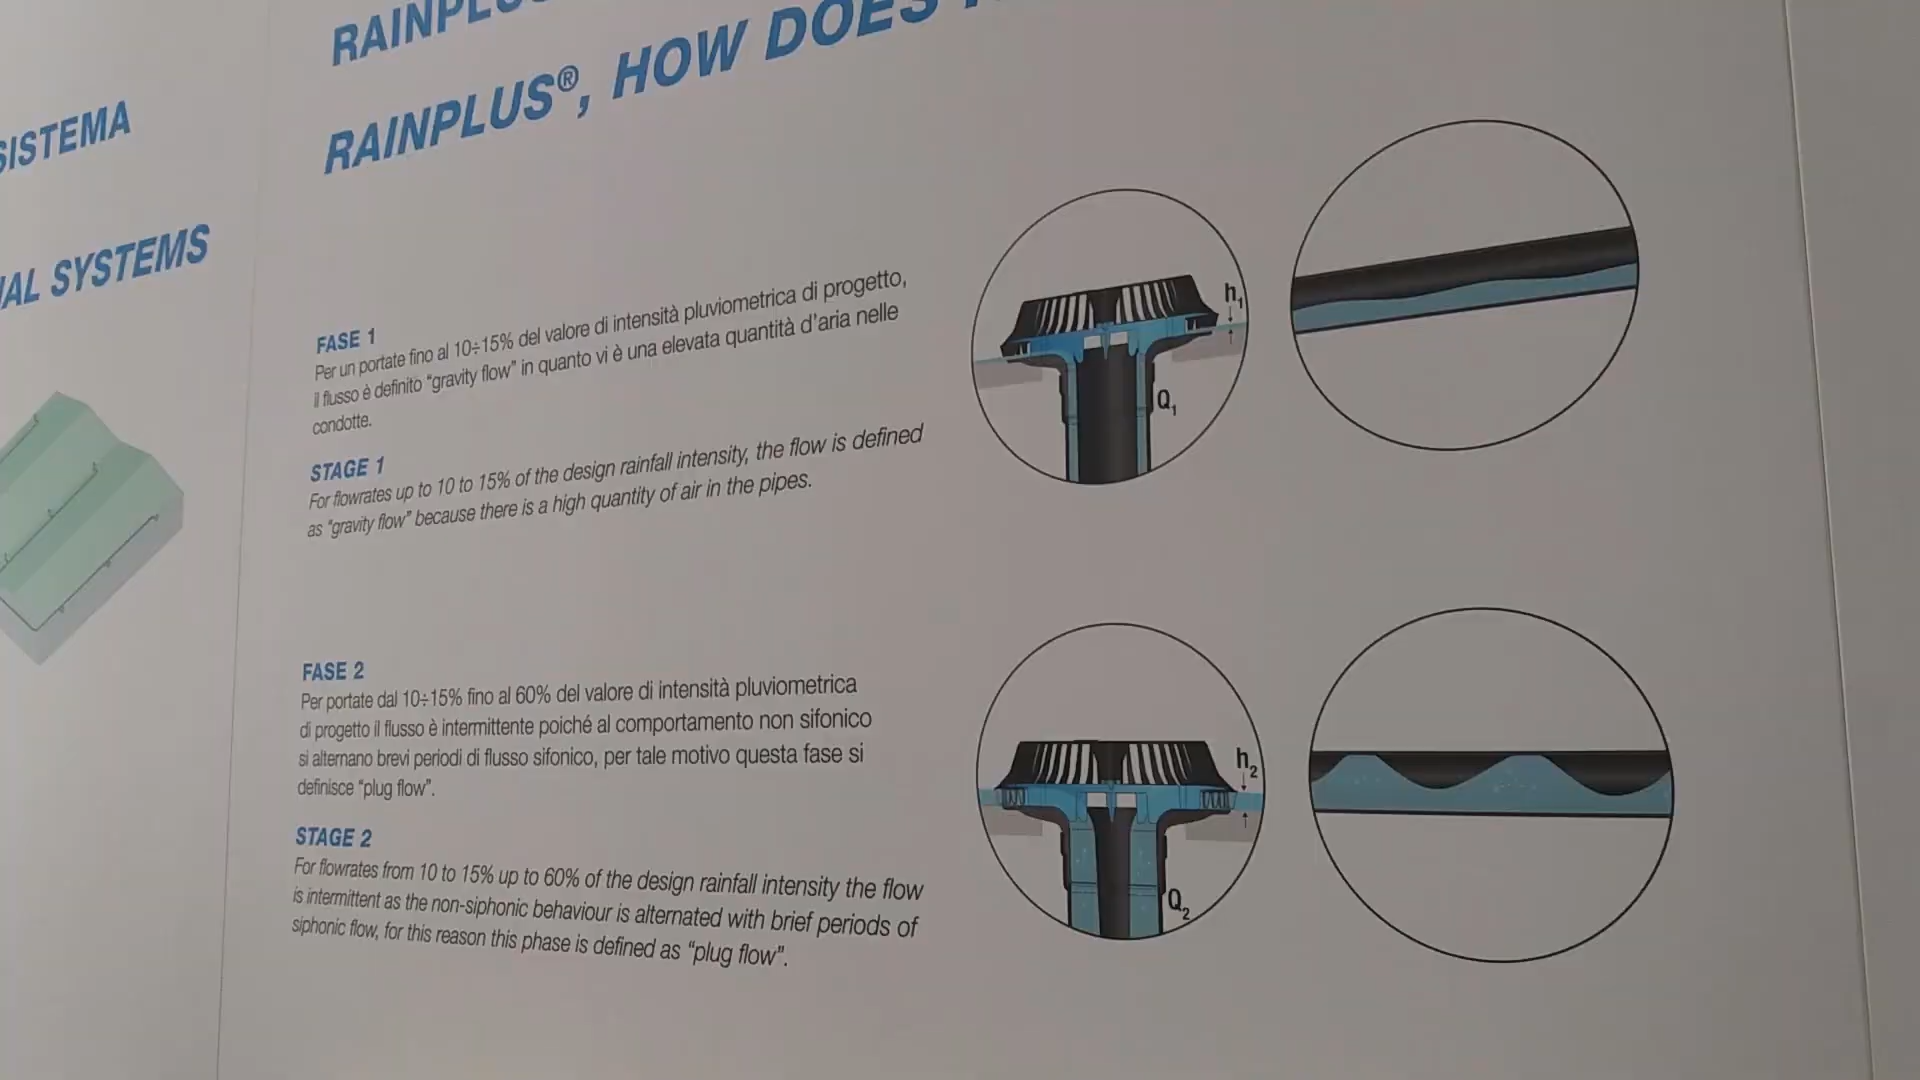 SISTEMA
SYSTEMS
RAINPLUS
RAINPLUS®, HOW DOES
FASE 1
Per un portate fino al 10÷15% del valore di intensità pluviometrica di progetto,
il flusso è definito “gravity flow” in quanto vi è una elevata quantità d'aria nelle
condotte.
STAGE 1
For flowrates up to 10 to 15% of the design rainfall intensity, the flow is defined
as “gravity flow” because there is a high quantity of air in the pipes.
h1
Q1
FASE 2
Per portate dal 10÷15% fino al 60% del valore di intensità pluviometrica
di progetto il flusso è intermittente poiché al comportamento non sifonico
si alternano brevi periodi di flusso sifonico, per tale motivo questa fase si
definisce “plug flow”.
STAGE 2
For flowrates from 10 to 15% up to 60% of the design rainfall intensity the flow
is intermittent as the non-siphonic behaviour is alternated with brief periods of
siphonic flow, for this reason this phase is defined as “plug flow”.
h2
Q2